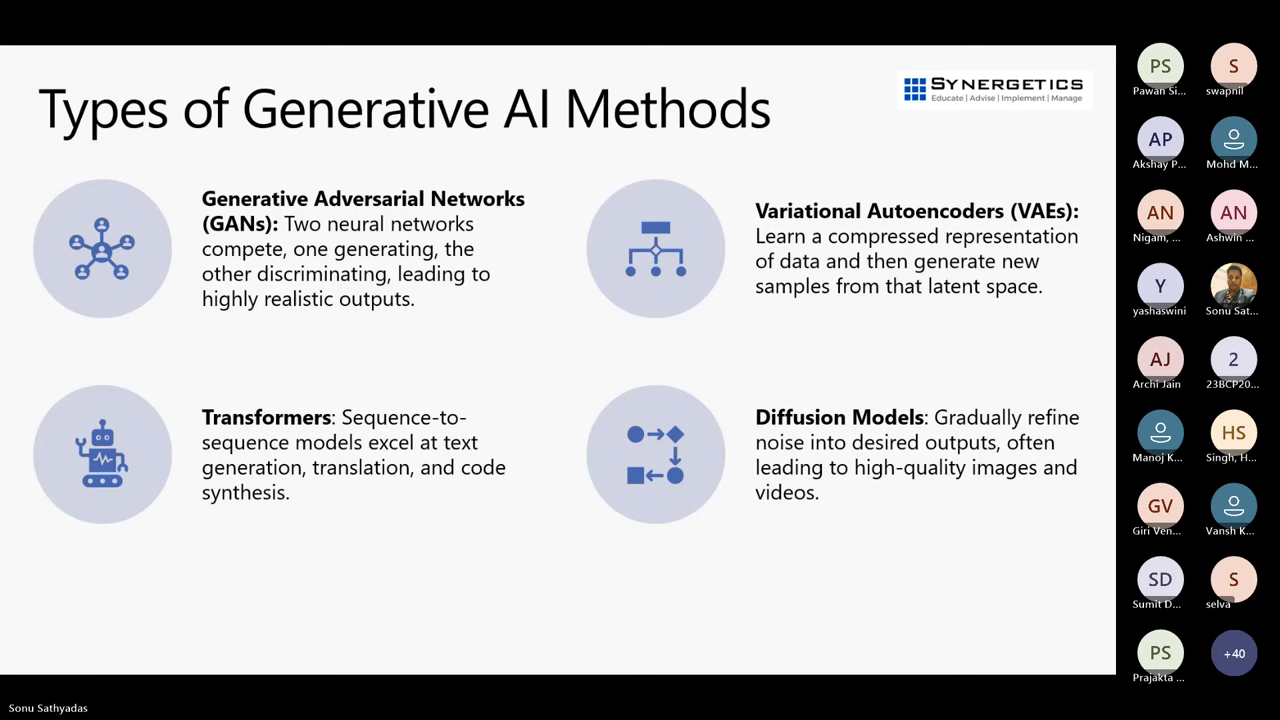 Types of Generative AI Methods
SYNERGETICS
Educate | Advise | Implement | Manage
Generative Adversarial Networks
(GANs): Two neural networks
compete, one generating, the
other discriminating, leading to
highly realistic outputs.
Variational Autoencoders (VAEs):
Learn a compressed representation
of data and then generate new
samples from that latent space.
Transformers: Sequence-to-
sequence models excel at text
generation, translation, and code
synthesis.
Diffusion Models: Gradually refine
noise into desired outputs, often
leading to high-quality images and
videos.
PS
Pawan Si...
S
swapnil
AP
Akshay P...
Mohd M...
AN
Nigam, ...
AN
Ashwin ...
Y
yashaswini
Sonu Sat...
AJ
Archi Jain
2
23BCP20...
Manoj K...
HS
Singh, H...
GV
Giri Ven...
Vansh K...
SD
Sumit D...
S
selva
PS
Prajakta ...
+40
Sonu Sathyadas